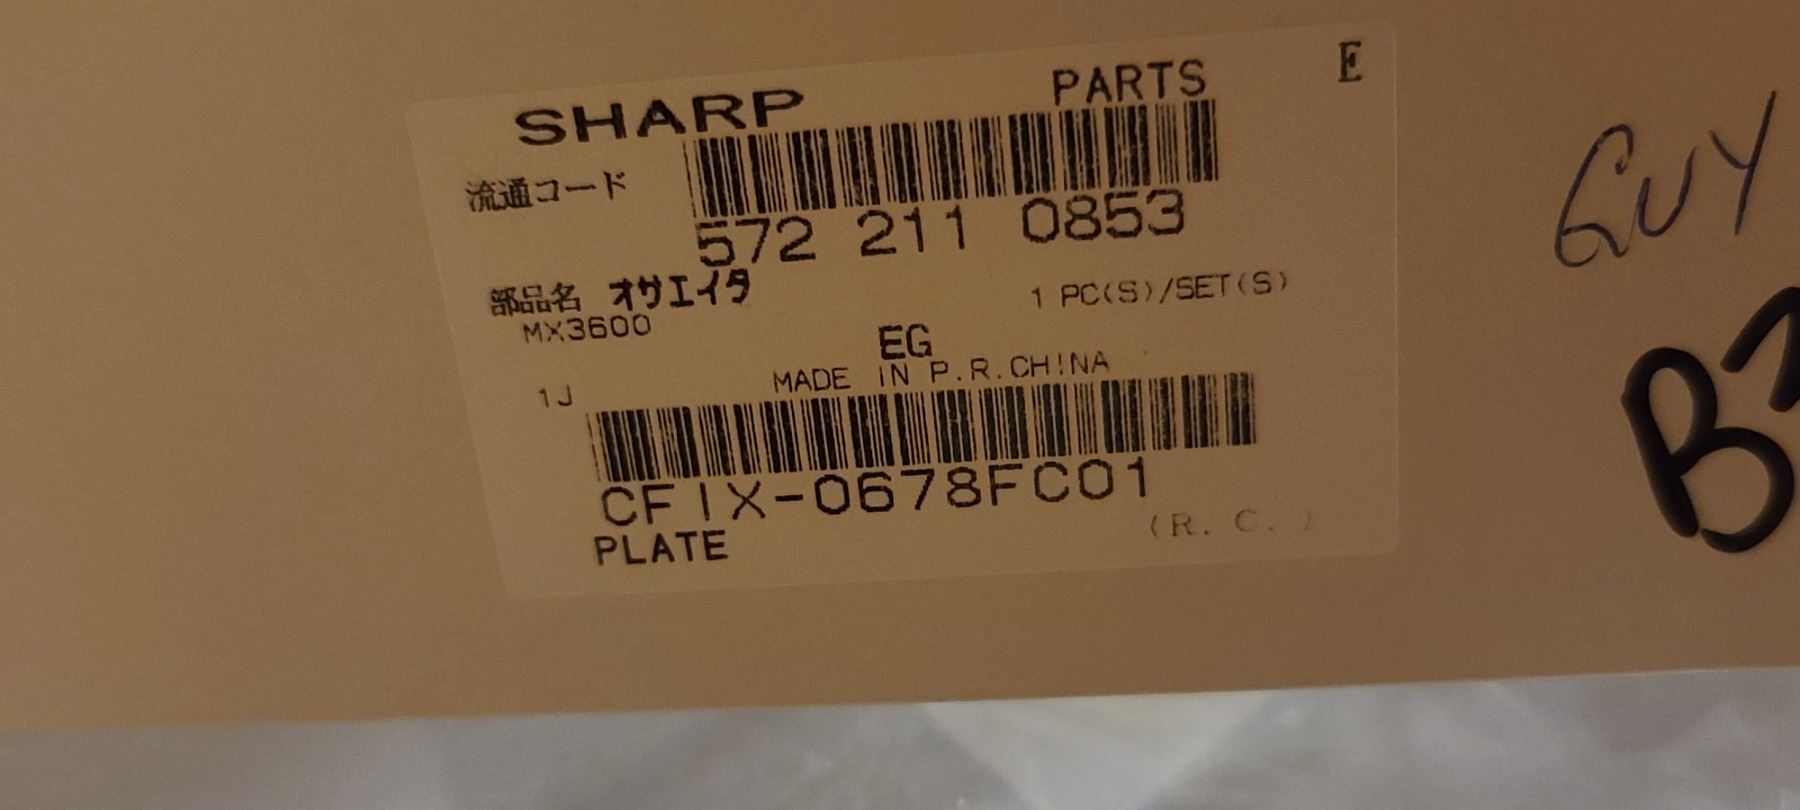 SHARP PARTS E
流通コード
572 211 0853
部品名 オサエイタ 1 PC(S)/SET(S)
MX3600
EG
MADE IN P.R.CHINA
1J
CFIX-0678FC01
PLATE (R. C. )
GUY